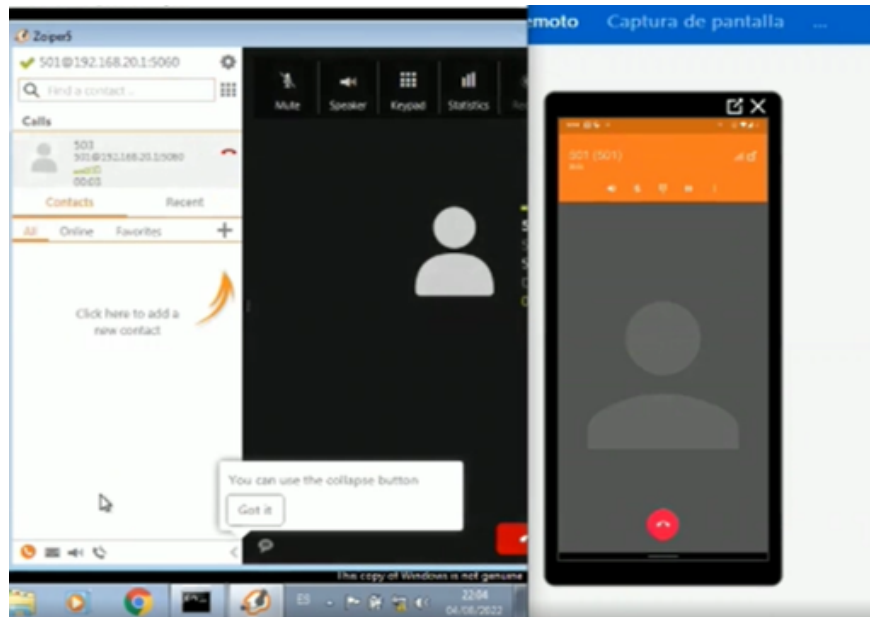 Zoiper5
501@192.168.20.1:5060
Find a contact ..
Calls
503
501@192.168.20.1:5060
00:03
Contacts Recent
All Online Favorites
Click here to add a
new contact
Mute Speaker Keypad Statistics
You can use the collapse button
Got it
This copy of Windows is not genuine
ES
22:04
04/08/2022
emoto Captura de pantalla ...
501 (501)